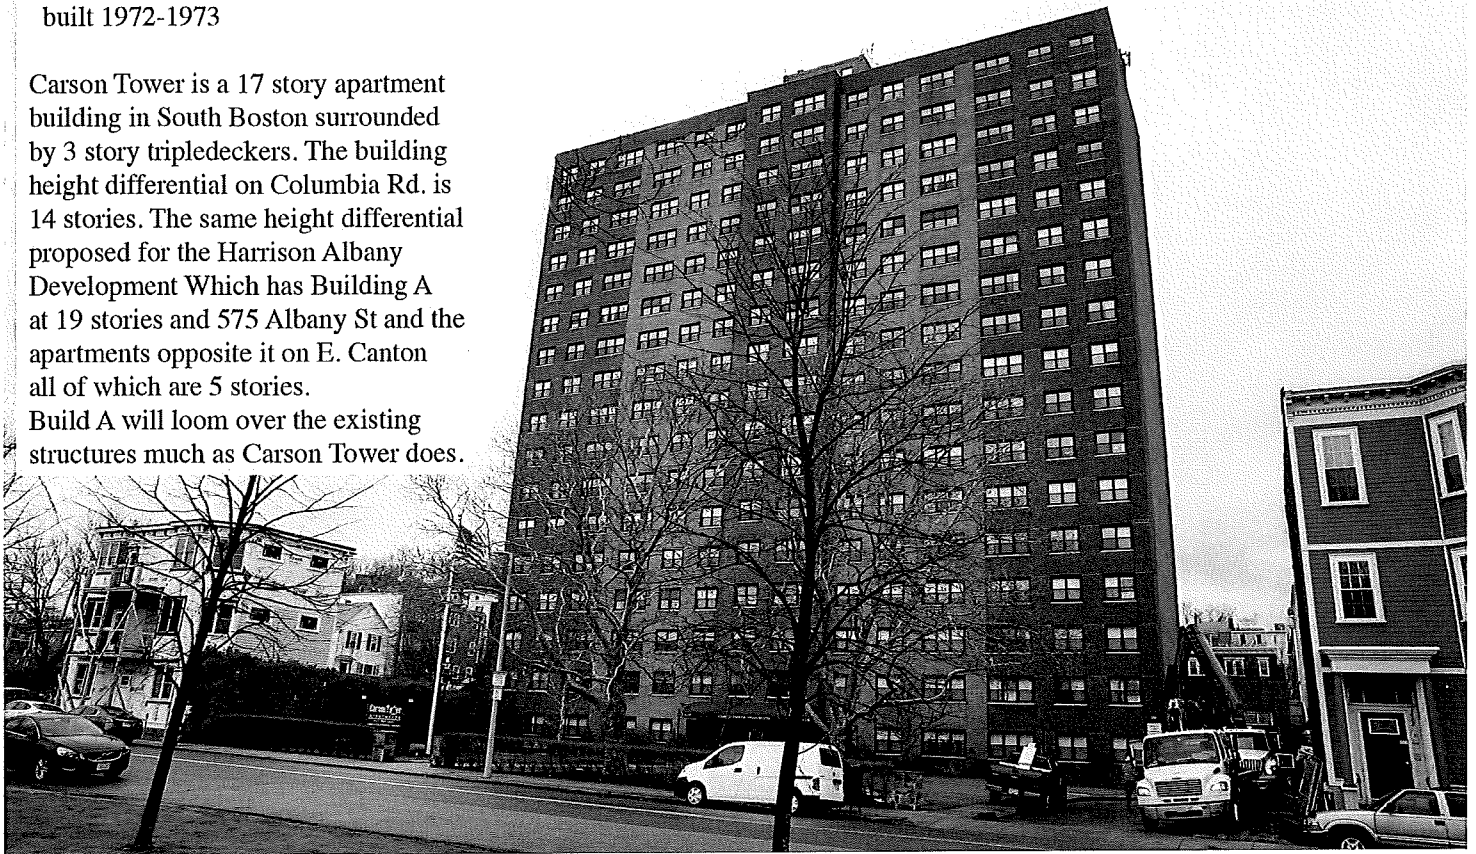 built 1972-1973
Carson Tower is a 17 story apartment
building in South Boston surrounded
by 3 story tripledeckers. The building
height differential on Columbia Rd. is
14 stories. The same height differential
proposed for the Harrison Albany
Development Which has Building A
at 19 stories and 575 Albany St and the
apartments opposite it on E. Canton
all of which are 5 stories.
Build A will loom over the existing
structures much as Carson Tower does.
Carson Tower